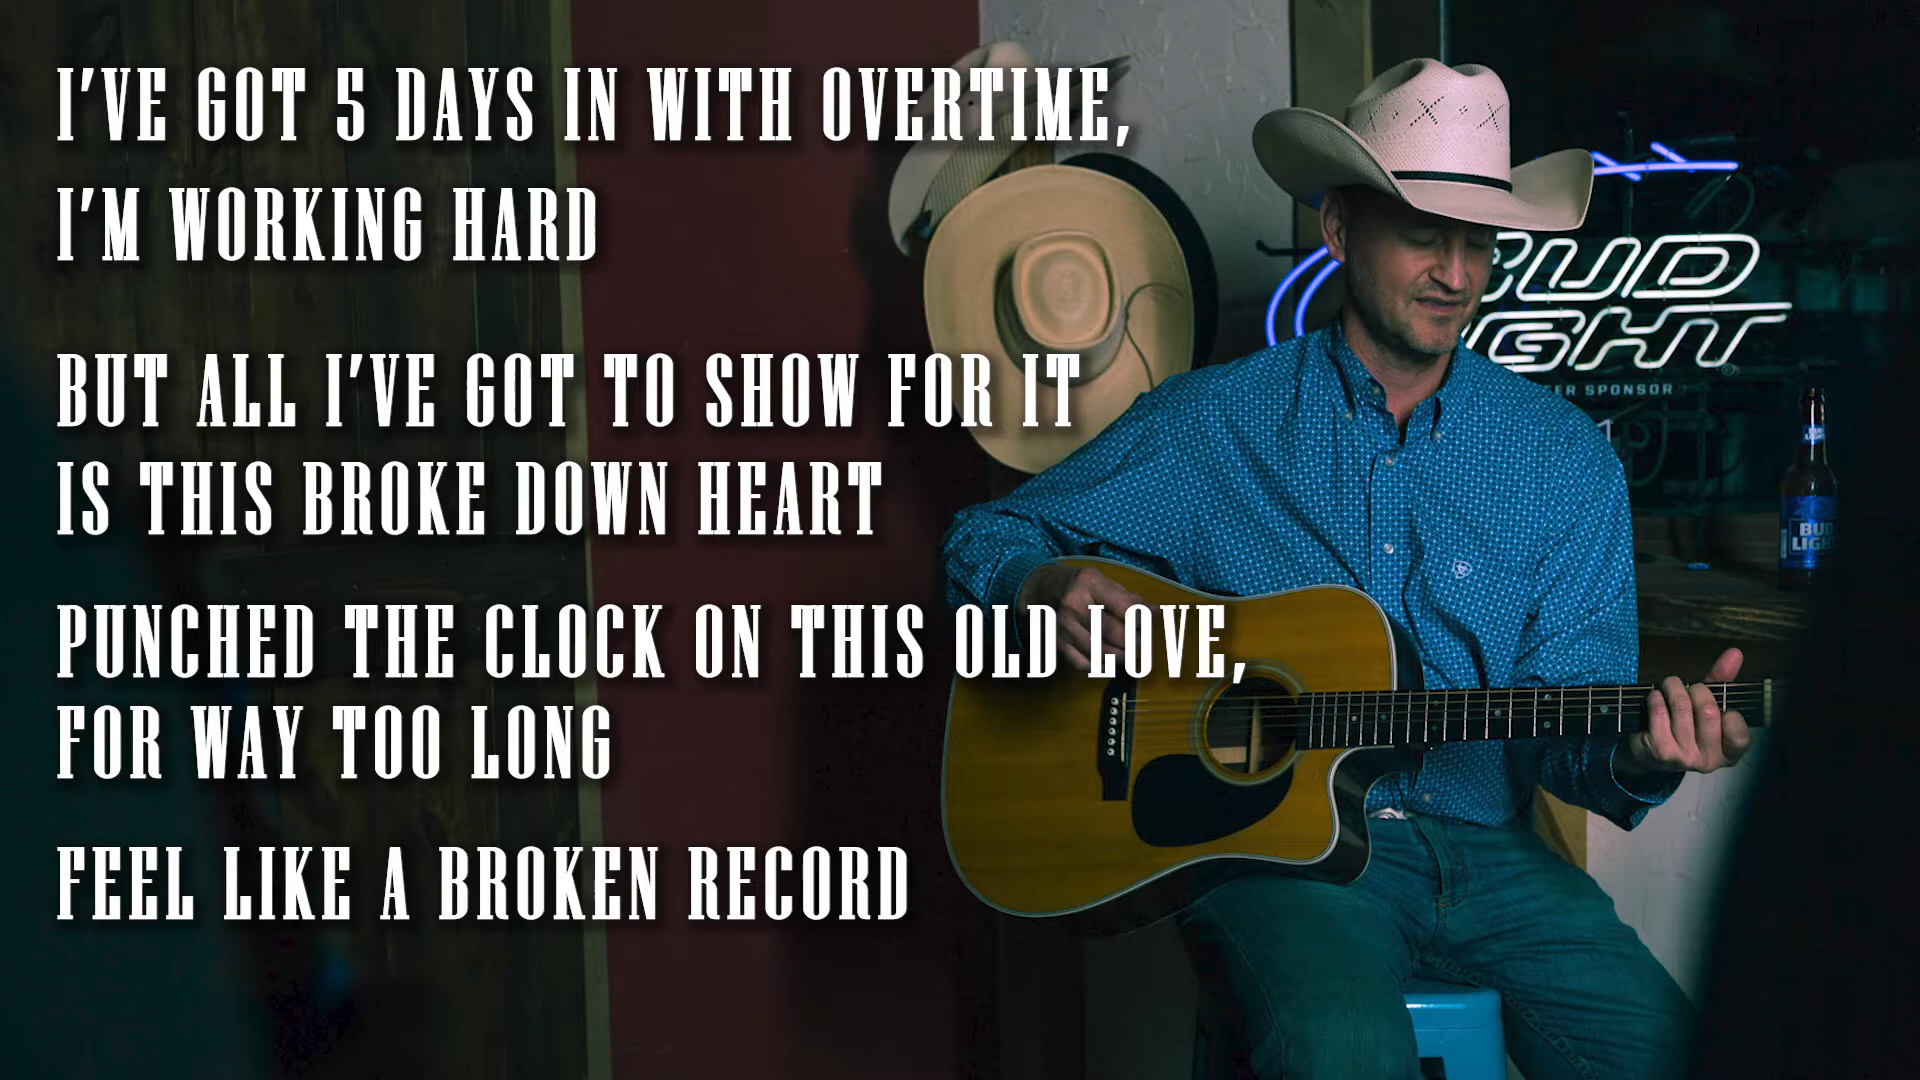 I'VE GOT 5 DAYS IN WITH OVERTIME,
I'M WORKING HARD
BUT ALL I'VE GOT TO SHOW FOR IT
IS THIS BROKE DOWN HEART
PUNCHED THE CLOCK ON THIS OLD LOVE,
FOR WAY TOO LONG
FEEL LIKE A BROKEN RECORD
BUD
LIGHT
SPONSOR
BUD
LIGHT